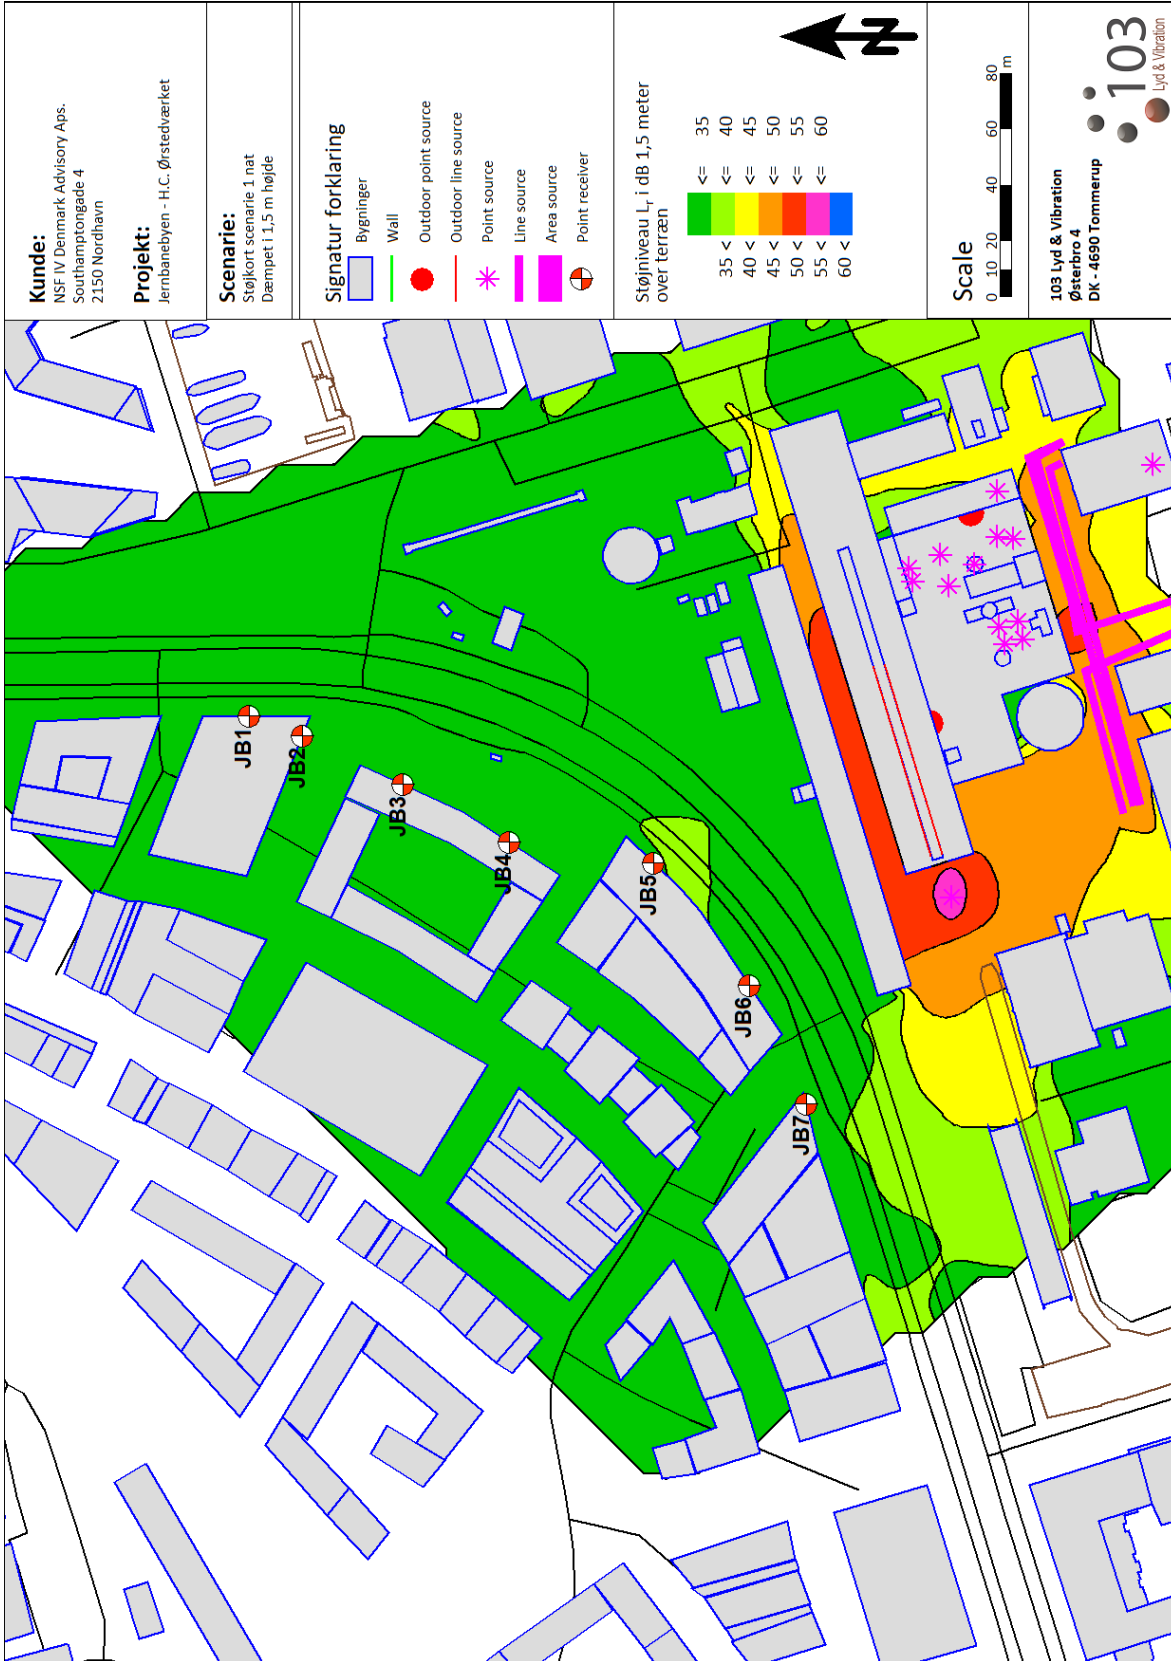 Kunde:
NSF IV Denmark Advisory Aps.
Southamptongade 4
2150 Nordhavn
Projekt:
Jernbanebyen - H.C. Ørstedværket
Scenarie:
Støjkort scenarie 1 nat
Dæmpet i 1,5 m højde
Signatur forklaring
Bygninger
Wall
Outdoor point source
Outdoor line source
Point source
Line source
Area source
Point receiver
Støjniveau Lr i dB 1,5 meter
over terræn
<= 35
35 < <= 40
40 < <= 45
45 < <= 50
50 < <= 55
55 < <= 60
60 <
N
Scale
0 10 20 40 60 80
m
103 Lyd & Vibration
Østerbro 4
DK - 4690 Tommerup
103
Lyd & Vibration
JB1
JB2
JB3
JB4
JB5
JB6
JB7